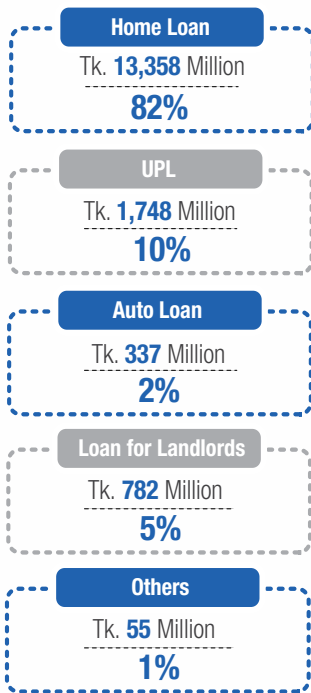 Home Loan
Tk. 13,358 Million
82%
UPL
Tk. 1,748 Million
10%
Auto Loan
Tk. 337 Million
2%
Loan for Landlords
Tk. 782 Million
5%
Others
Tk. 55 Million
1%